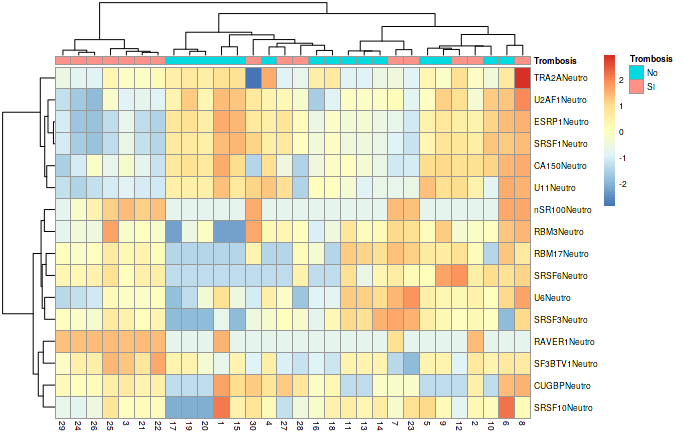 Trombosis
TRA2ANeutro
U2AF1Neutro
ESRP1Neutro
SRSF1Neutro
CA150Neutro
U11Neutro
nSR100Neutro
RBM3Neutro
RBM17Neutro
SRSF6Neutro
U6Neutro
SRSF3Neutro
RAVER1Neutro
SF3BTV1Neutro
CUGBPNeutro
SRSF10Neutro
29 24 26 25 3 21 22 17 19 20 1 15 30 4 27 28 16 18 11 13 14 7 23 5 9 12 2 10 6 8
2
1
0
-1
-2
Trombosis
No
SI